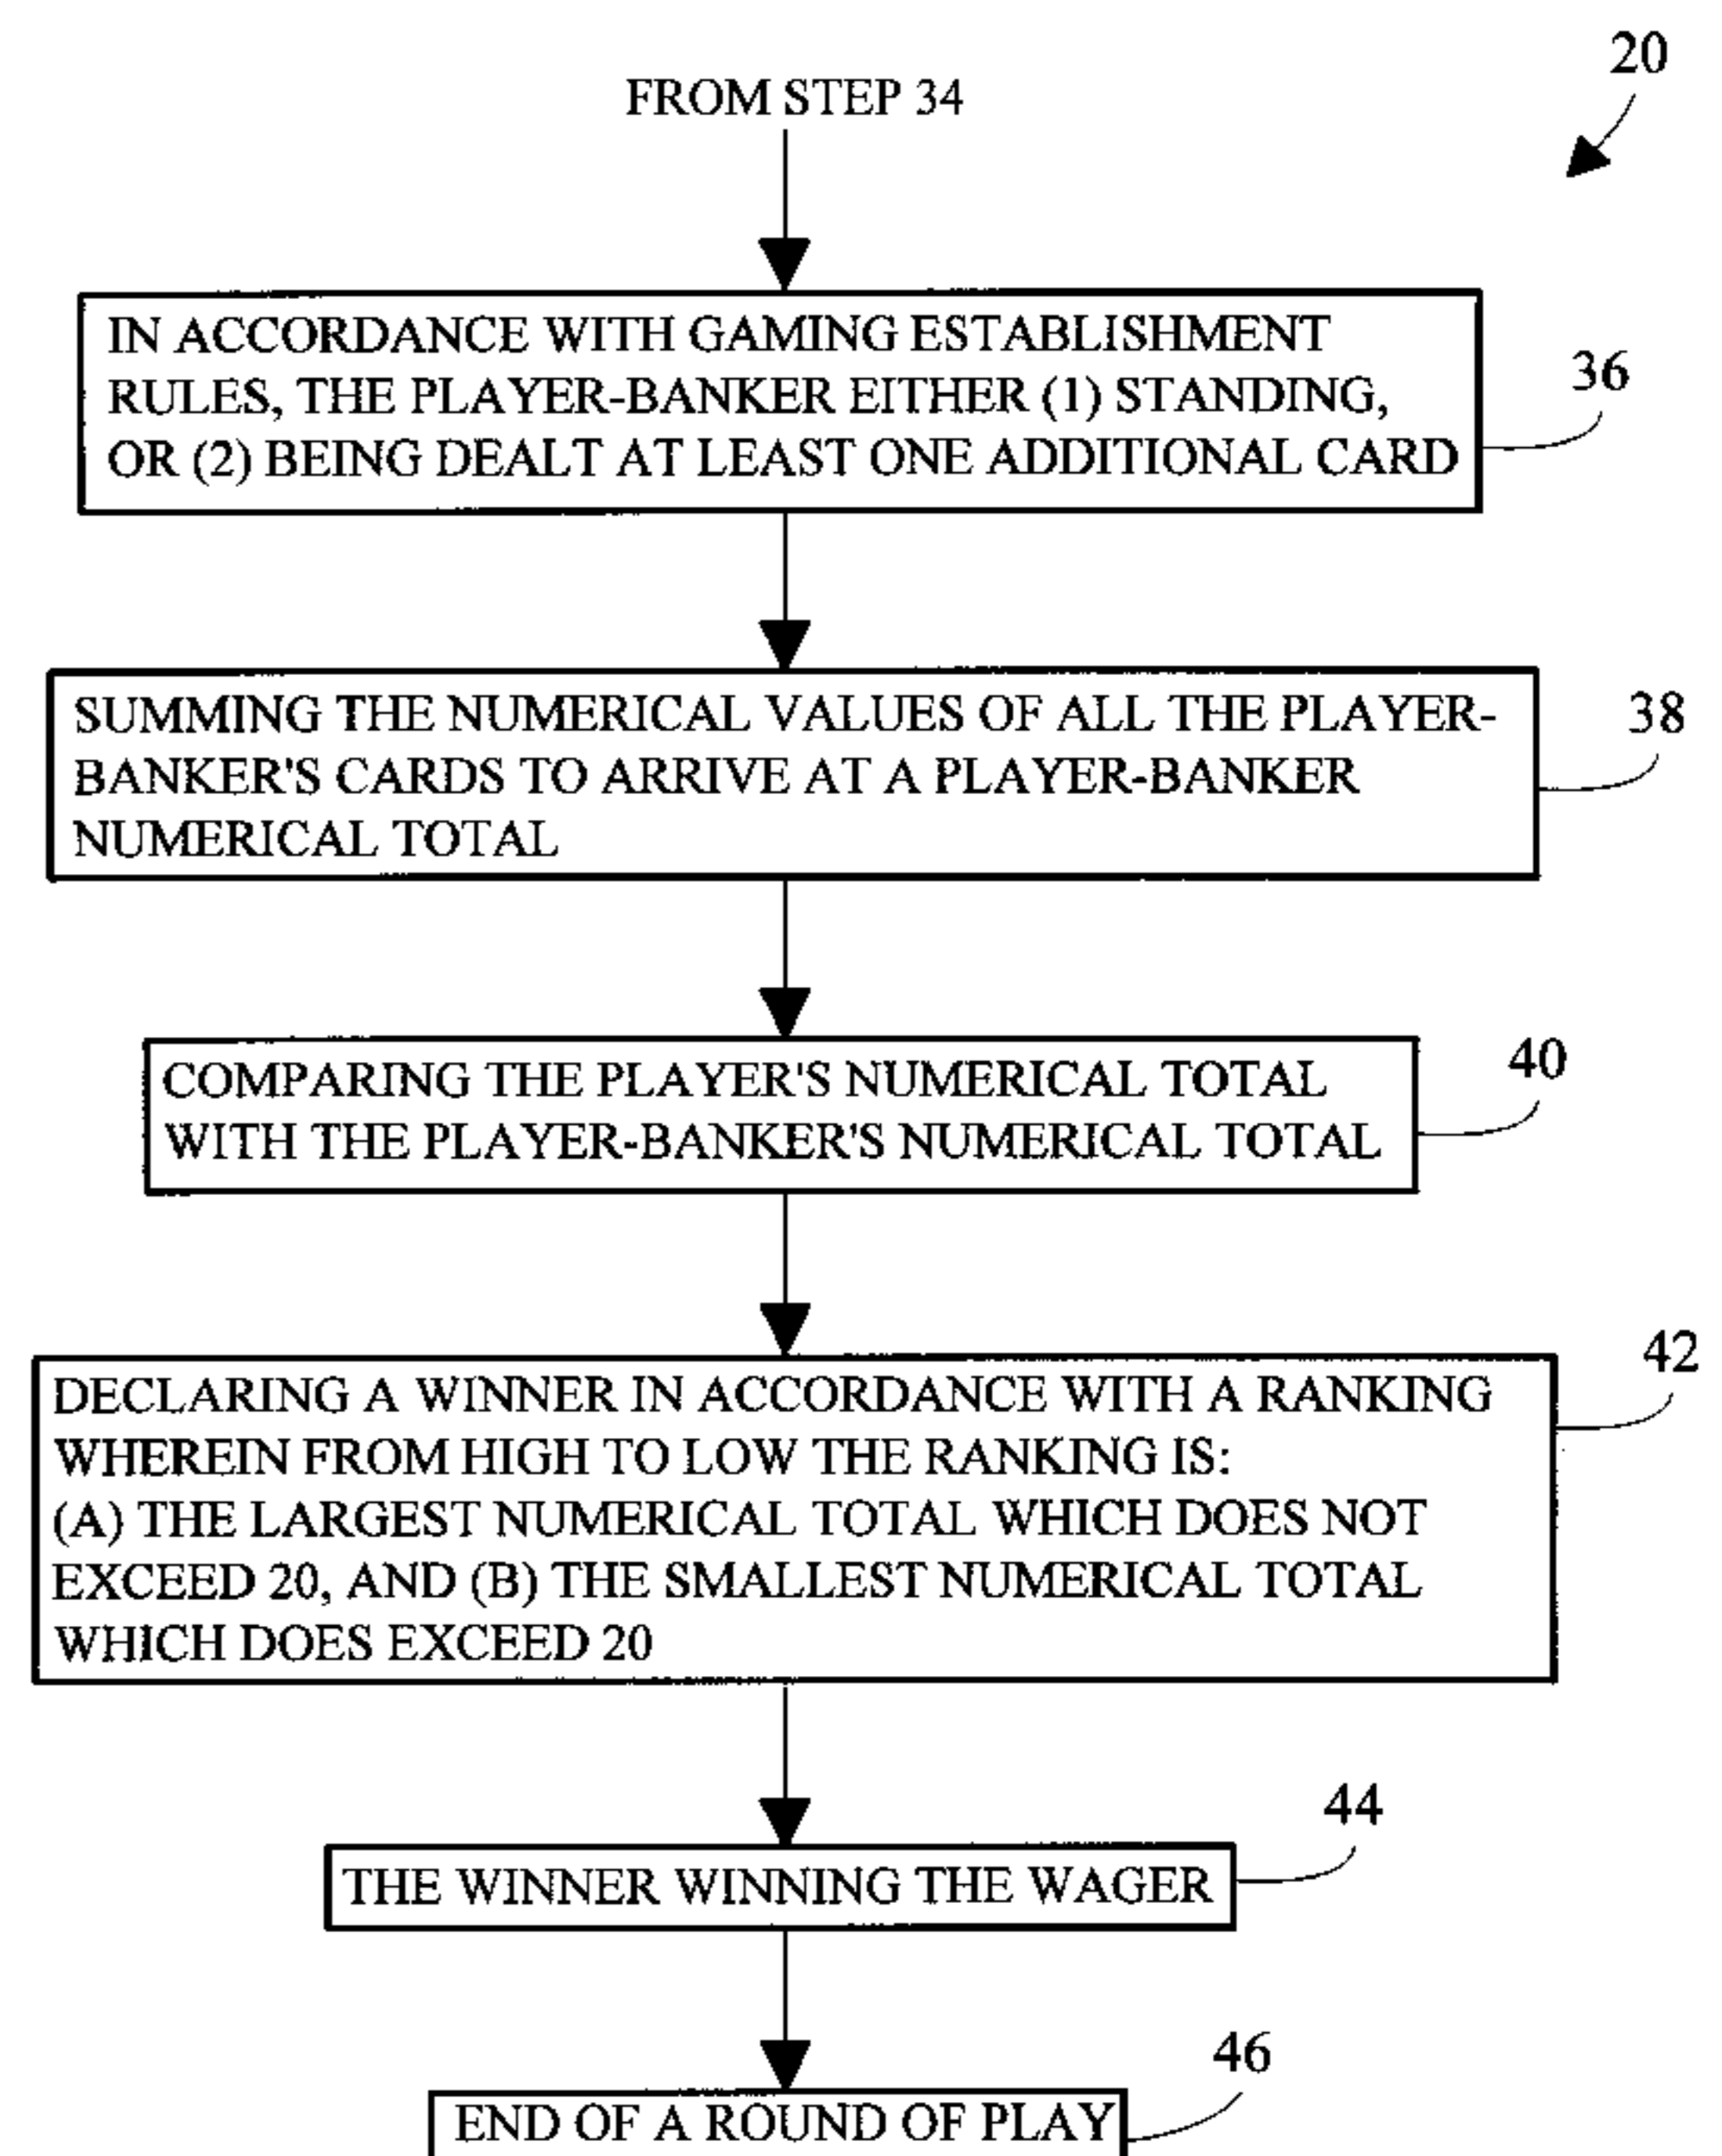 20
FROM STEP 34
IN ACCORDANCE WITH GAMING ESTABLISHMENT
RULES, THE PLAYER-BANKER EITHER (1) STANDING,
OR (2) BEING DEALT AT LEAST ONE ADDITIONAL CARD
36
SUMMING THE NUMERICAL VALUES OF ALL THE PLAYER-
BANKER'S CARDS TO ARRIVE AT A PLAYER-BANKER
NUMERICAL TOTAL
38
COMPARING THE PLAYER'S NUMERICAL TOTAL
WITH THE PLAYER-BANKER'S NUMERICAL TOTAL
40
DECLARING A WINNER IN ACCORDANCE WITH A RANKING
WHEREIN FROM HIGH TO LOW THE RANKING IS:
(A) THE LARGEST NUMERICAL TOTAL WHICH DOES NOT
EXCEED 20, AND (B) THE SMALLEST NUMERICAL TOTAL
WHICH DOES EXCEED 20
42
THE WINNER WINNING THE WAGER
44
END OF A ROUND OF PLAY
46